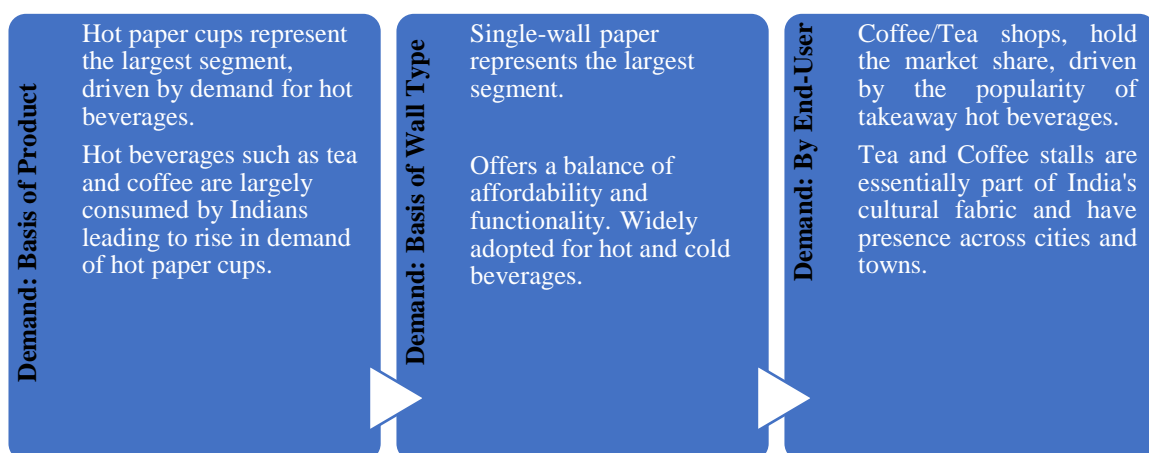 Demand: Basis of Product
Hot paper cups represent
the largest segment,
driven by demand for hot
beverages.
Hot beverages such as tea
and coffee are largely
consumed by Indians
leading to rise in demand
of hot paper cups.
Demand: Basis of Wall Type
Single-wall paper
represents the largest
segment.
Offers a balance of
affordability and
functionality. Widely
adopted for hot and cold
beverages.
Demand: By End-User
Coffee/Tea shops, hold
the market share, driven
by the popularity of
takeaway hot beverages.
Tea and Coffee stalls are
essentially part of India's
cultural fabric and have
presence across cities and
towns.